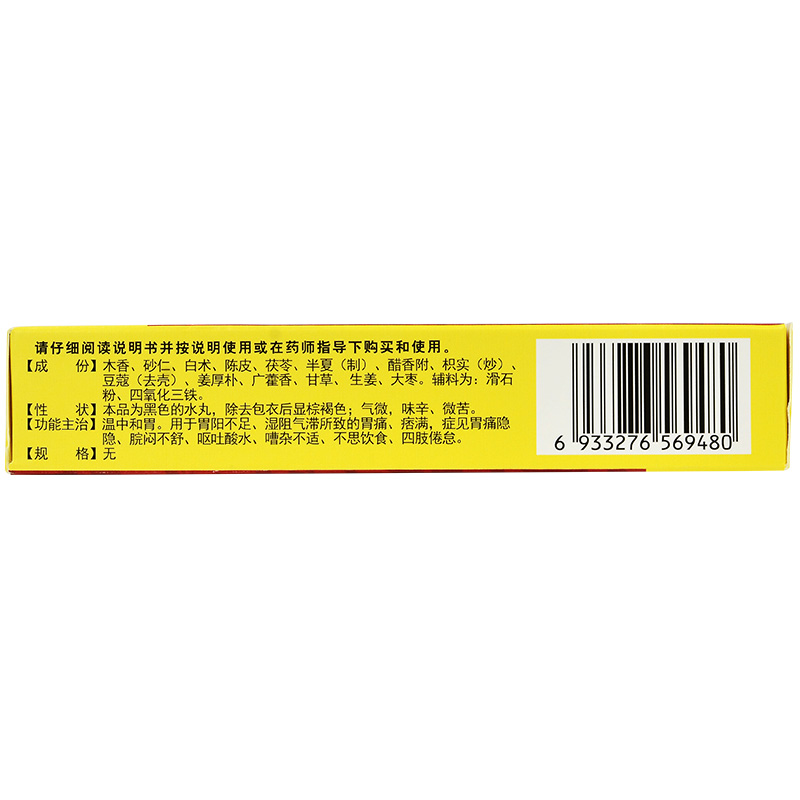 请仔细阅读说明书并按说明使用或在药师指导下购买和使用。
【成　份】木香、砂仁、白术、陈皮、茯苓、半夏（制）、醋香附、枳实（炒）、
豆蔻（去壳）、姜厚朴、广藿香、甘草、生姜、大枣。辅料为：滑石
粉、四氧化三铁。
【性　状】本品为黑色的水丸，除去包衣后显棕褐色；气微，味辛、微苦。
【功能主治】温中和胃。用于胃阳不足、湿阻气滞所致的胃痛、痞满，症见胃痛隐
隐、脘闷不舒、呕吐酸水、嘈杂不适、不思饮食、四肢倦怠。
【规　格】无
6 933276 569480